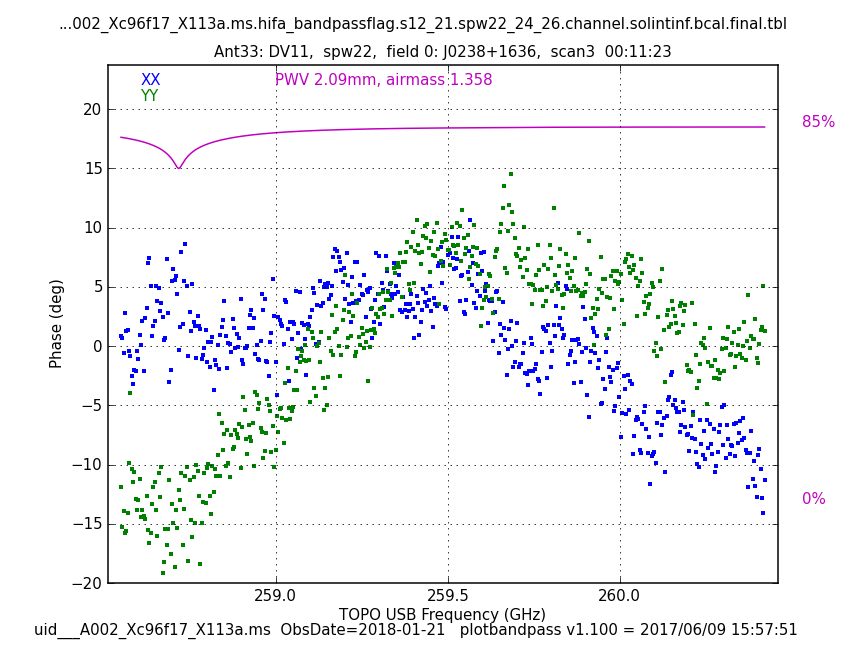 ...002_Xc96f17_X113a.ms.hifa_bandpassflag.s12_21.spw22_24_26.channel.solintinf.bcal.final.tbl
Ant33: DV11,  spw22,  field 0: J0238+1636,  scan3  00:11:23
XX
PWV 2.09mm, airmass 1.358
YY
20
85%
15
10
5
Phase (deg)
0
−5
−10
0%
−15
−20
259.0
259.5
260.0
TOPO USB Frequency (GHz)
uid___A002_Xc96f17_X113a.ms  ObsDate=2018-01-21   plotbandpass v1.100 = 2017/06/09 15:57:51